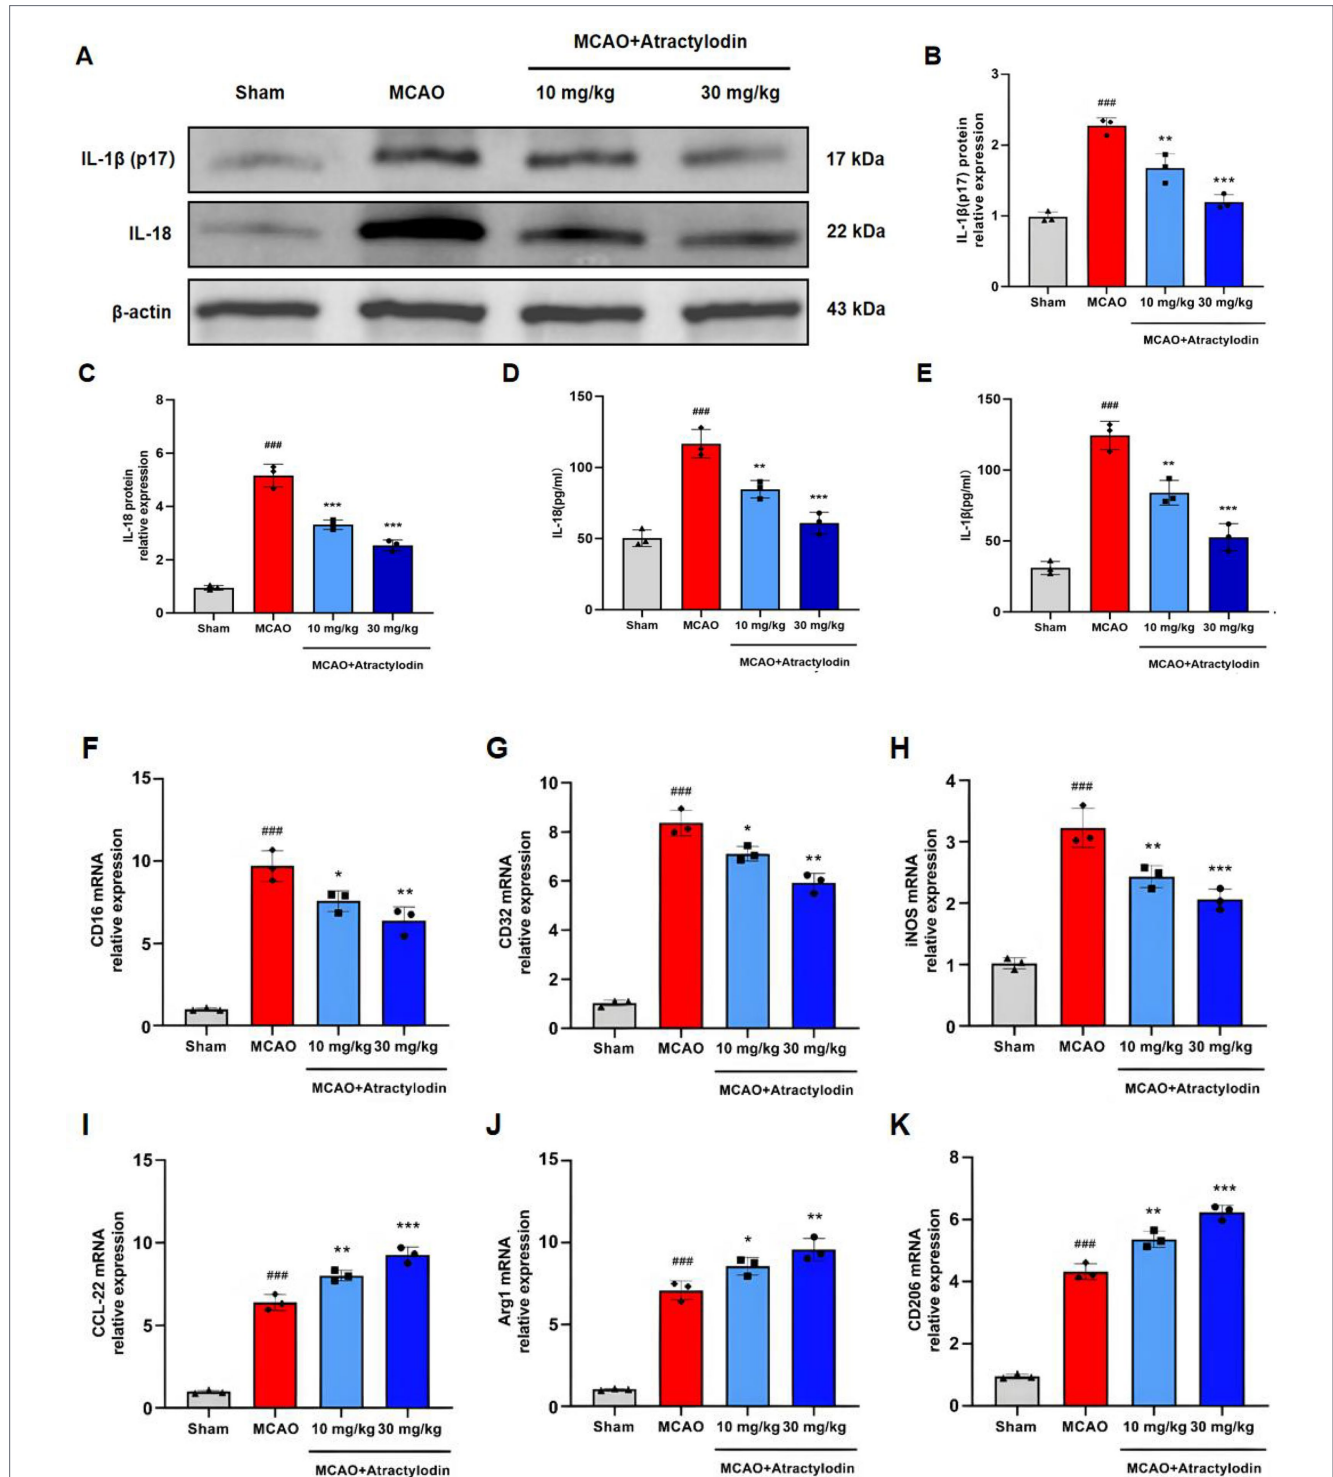 A
MCAO+Atractylodin
Sham MCAO 10 mg/kg 30 mg/kg
IL-1β (p17) 17 kDa
IL-18 22 kDa
β-actin 43 kDa
B
IL-1β(p17) protein
relative expression
3
2
1
0
###
**
***
Sham MCAO 10 mg/kg 30 mg/kg
MCAO+Atractylodin
C
IL-18 protein
relative expression
8
6
4
2
0
###
***
***
Sham MCAO 10 mg/kg 30 mg/kg
MCAO+Atractylodin
D
IL-18(pg/ml)
150
100
50
0
###
**
***
Sham MCAO 10 mg/kg 30 mg/kg
MCAO+Atractylodin
E
IL-1β(pg/ml)
150
100
50
0
###
**
***
Sham MCAO 10 mg/kg 30 mg/kg
MCAO+Atractylodin
F
CD16 mRNA
relative expression
15
10
5
0
###
*
**
Sham MCAO 10 mg/kg 30 mg/kg
MCAO+Atractylodin
G
CD32 mRNA
relative expression
10
8
6
4
2
0
###
*
**
Sham MCAO 10 mg/kg 30 mg/kg
MCAO+Atractylodin
H
iNOS mRNA
relative expression
4
3
2
1
0
###
**
***
Sham MCAO 10 mg/kg 30 mg/kg
MCAO+Atractylodin
I
CCL-22 mRNA
relative expression
15
10
5
0
###
**
***
Sham MCAO 10 mg/kg 30 mg/kg
MCAO+Atractylodin
J
Arg1 mRNA
relative expression
15
10
5
0
###
*
**
Sham MCAO 10 mg/kg 30 mg/kg
MCAO+Atractylodin
K
CD206 mRNA
relative expression
8
6
4
2
0
###
**
***
Sham MCAO 10 mg/kg 30 mg/kg
MCAO+Atractylodin